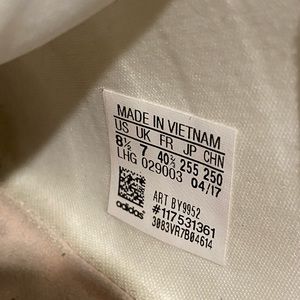 MADE IN VIETNAM
US UK FR JP CHN
8½ 7 40⅔ 255 250
LHG 029003 04/17
ART BY9952
#117531361
3083VR7B04614
adidas